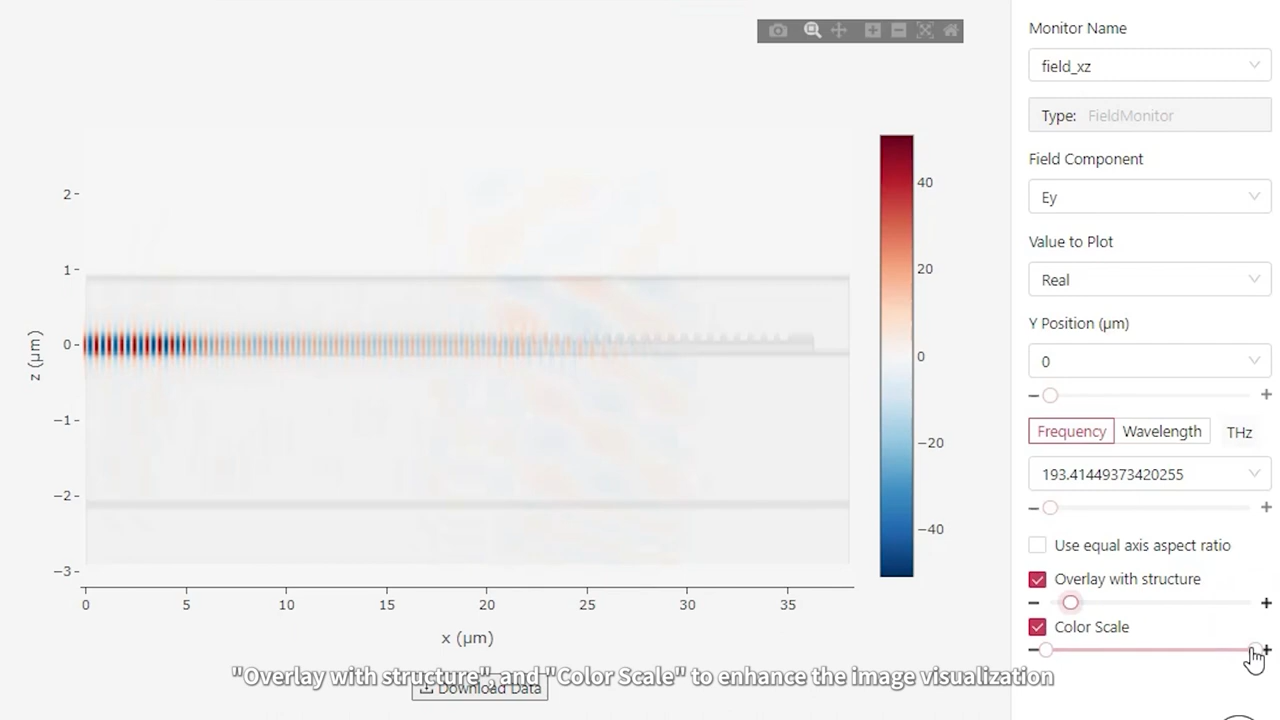 Monitor Name
field_xz
Type: FieldMonitor
Field Component
Ey
Value to Plot
Real
Y Position (µm)
0
Frequency Wavelength THz
193.41449373420255
Use equal axis aspect ratio
Overlay with structure
Color Scale
2
1
0
−1
−2
−3
z (µm)
0 5 10 15 20 25 30 35
x (µm)
40
20
0
−20
−40
"Overlay with structure", and "Color Scale" to enhance the image visualization
Download Data